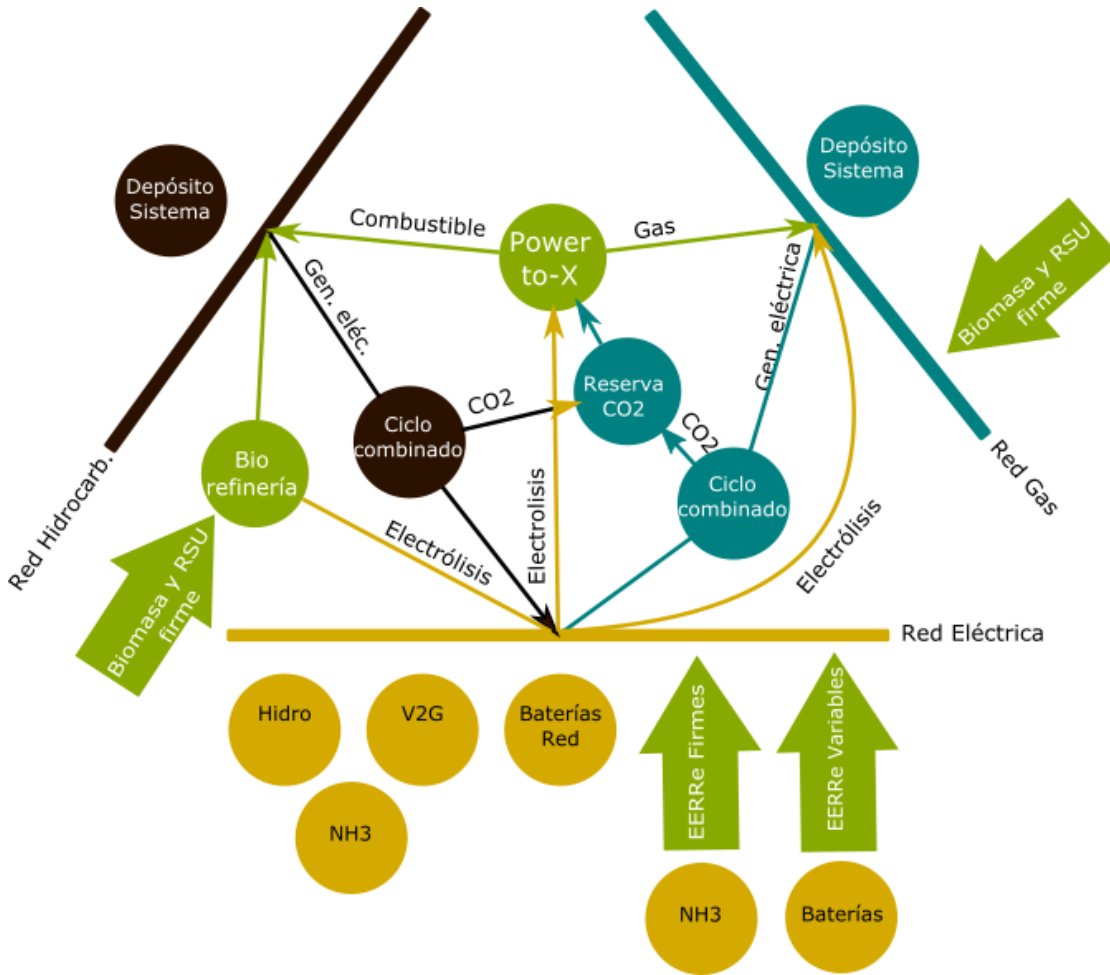 Depósito
Sistema
Depósito
Sistema
Combustible
Power
to-X
Gas
Gen. eléc.
Gen. eléctrica
Biomasa y RSU
firme
Reserva
CO2
CO2
CO2
Ciclo
combinado
Ciclo
combinado
Bio
refinería
Red Hidrocarb.
Red Gas
Biomasa y RSU
firme
Electrólisis
Electrolisis
Electrólisis
Red Eléctrica
Hidro
V2G
Baterías
Red
EERRe Firmes
EERRe Variables
NH3
NH3
Baterías